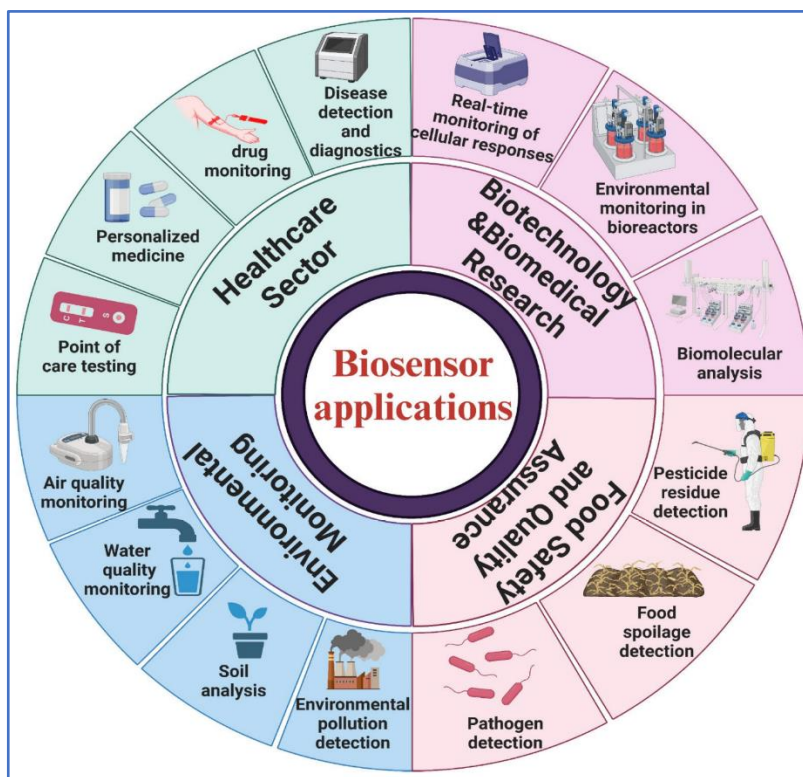 Biosensor
applications
Healthcare
Sector
Disease
detection
and
diagnostics
drug
monitoring
Personalized
medicine
Point of
care testing
Biotechnology
&Biomedical
Research
Real-time
monitoring of
cellular responses
Environmental
monitoring in
bioreactors
Biomolecular
analysis
Food Safety
and Quality
Assurance
Pesticide
residue
detection
Food
spoilage
detection
Pathogen
detection
Environmental
Monitoring
Air quality
monitoring
Water
quality
monitoring
Soil
analysis
Environmental
pollution
detection
C
T
S